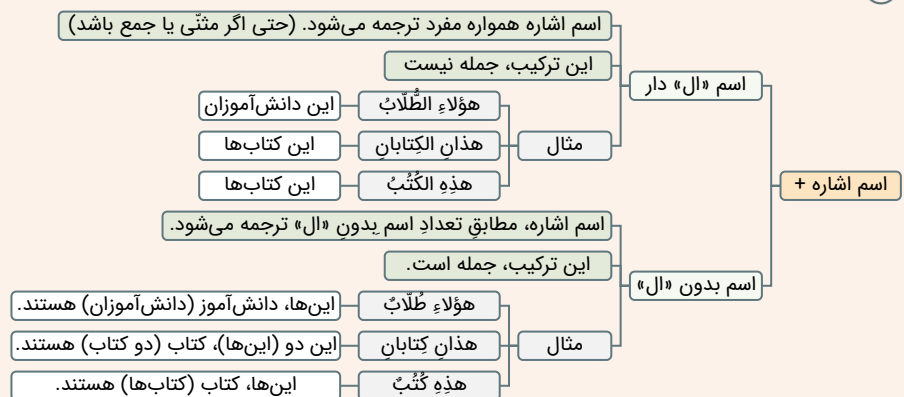 اسم اشاره +
اسم «ال» دار
اسم اشاره همواره مفرد ترجمه می‌شود. (حتی اگر مثنّی یا جمع باشد)
این ترکیب، جمله نیست
مثال
هؤلاءِ الطُّلّابُ
این دانش‌آموزان
هذانِ الکِتابانِ
این کتاب‌ها
هذِهِ الکُتُبُ
این کتاب‌ها
اسم بدون «ال»
اسم اشاره، مطابقِ تعدادِ اسم بِدونِ «ال» ترجمه می‌شود.
این ترکیب، جمله است.
مثال
هؤلاءِ طُلّابٌ
این‌ها، دانش‌آموز (دانش‌آموزان) هستند.
هذانِ کِتابانِ
این دو (این‌ها)، کتاب (دو کتاب) هستند.
هذِهِ کُتُبٌ
این‌ها، کتاب (کتاب‌ها) هستند.